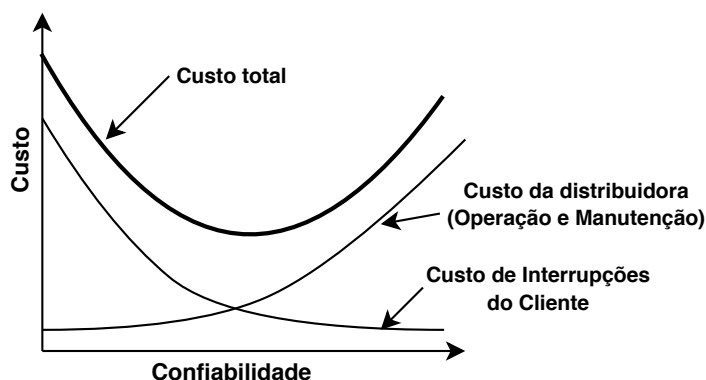 Custo total
Custo
Custo da distribuidora
(Operação e Manutenção)
Custo de Interrupções
do Cliente
Confiabilidade